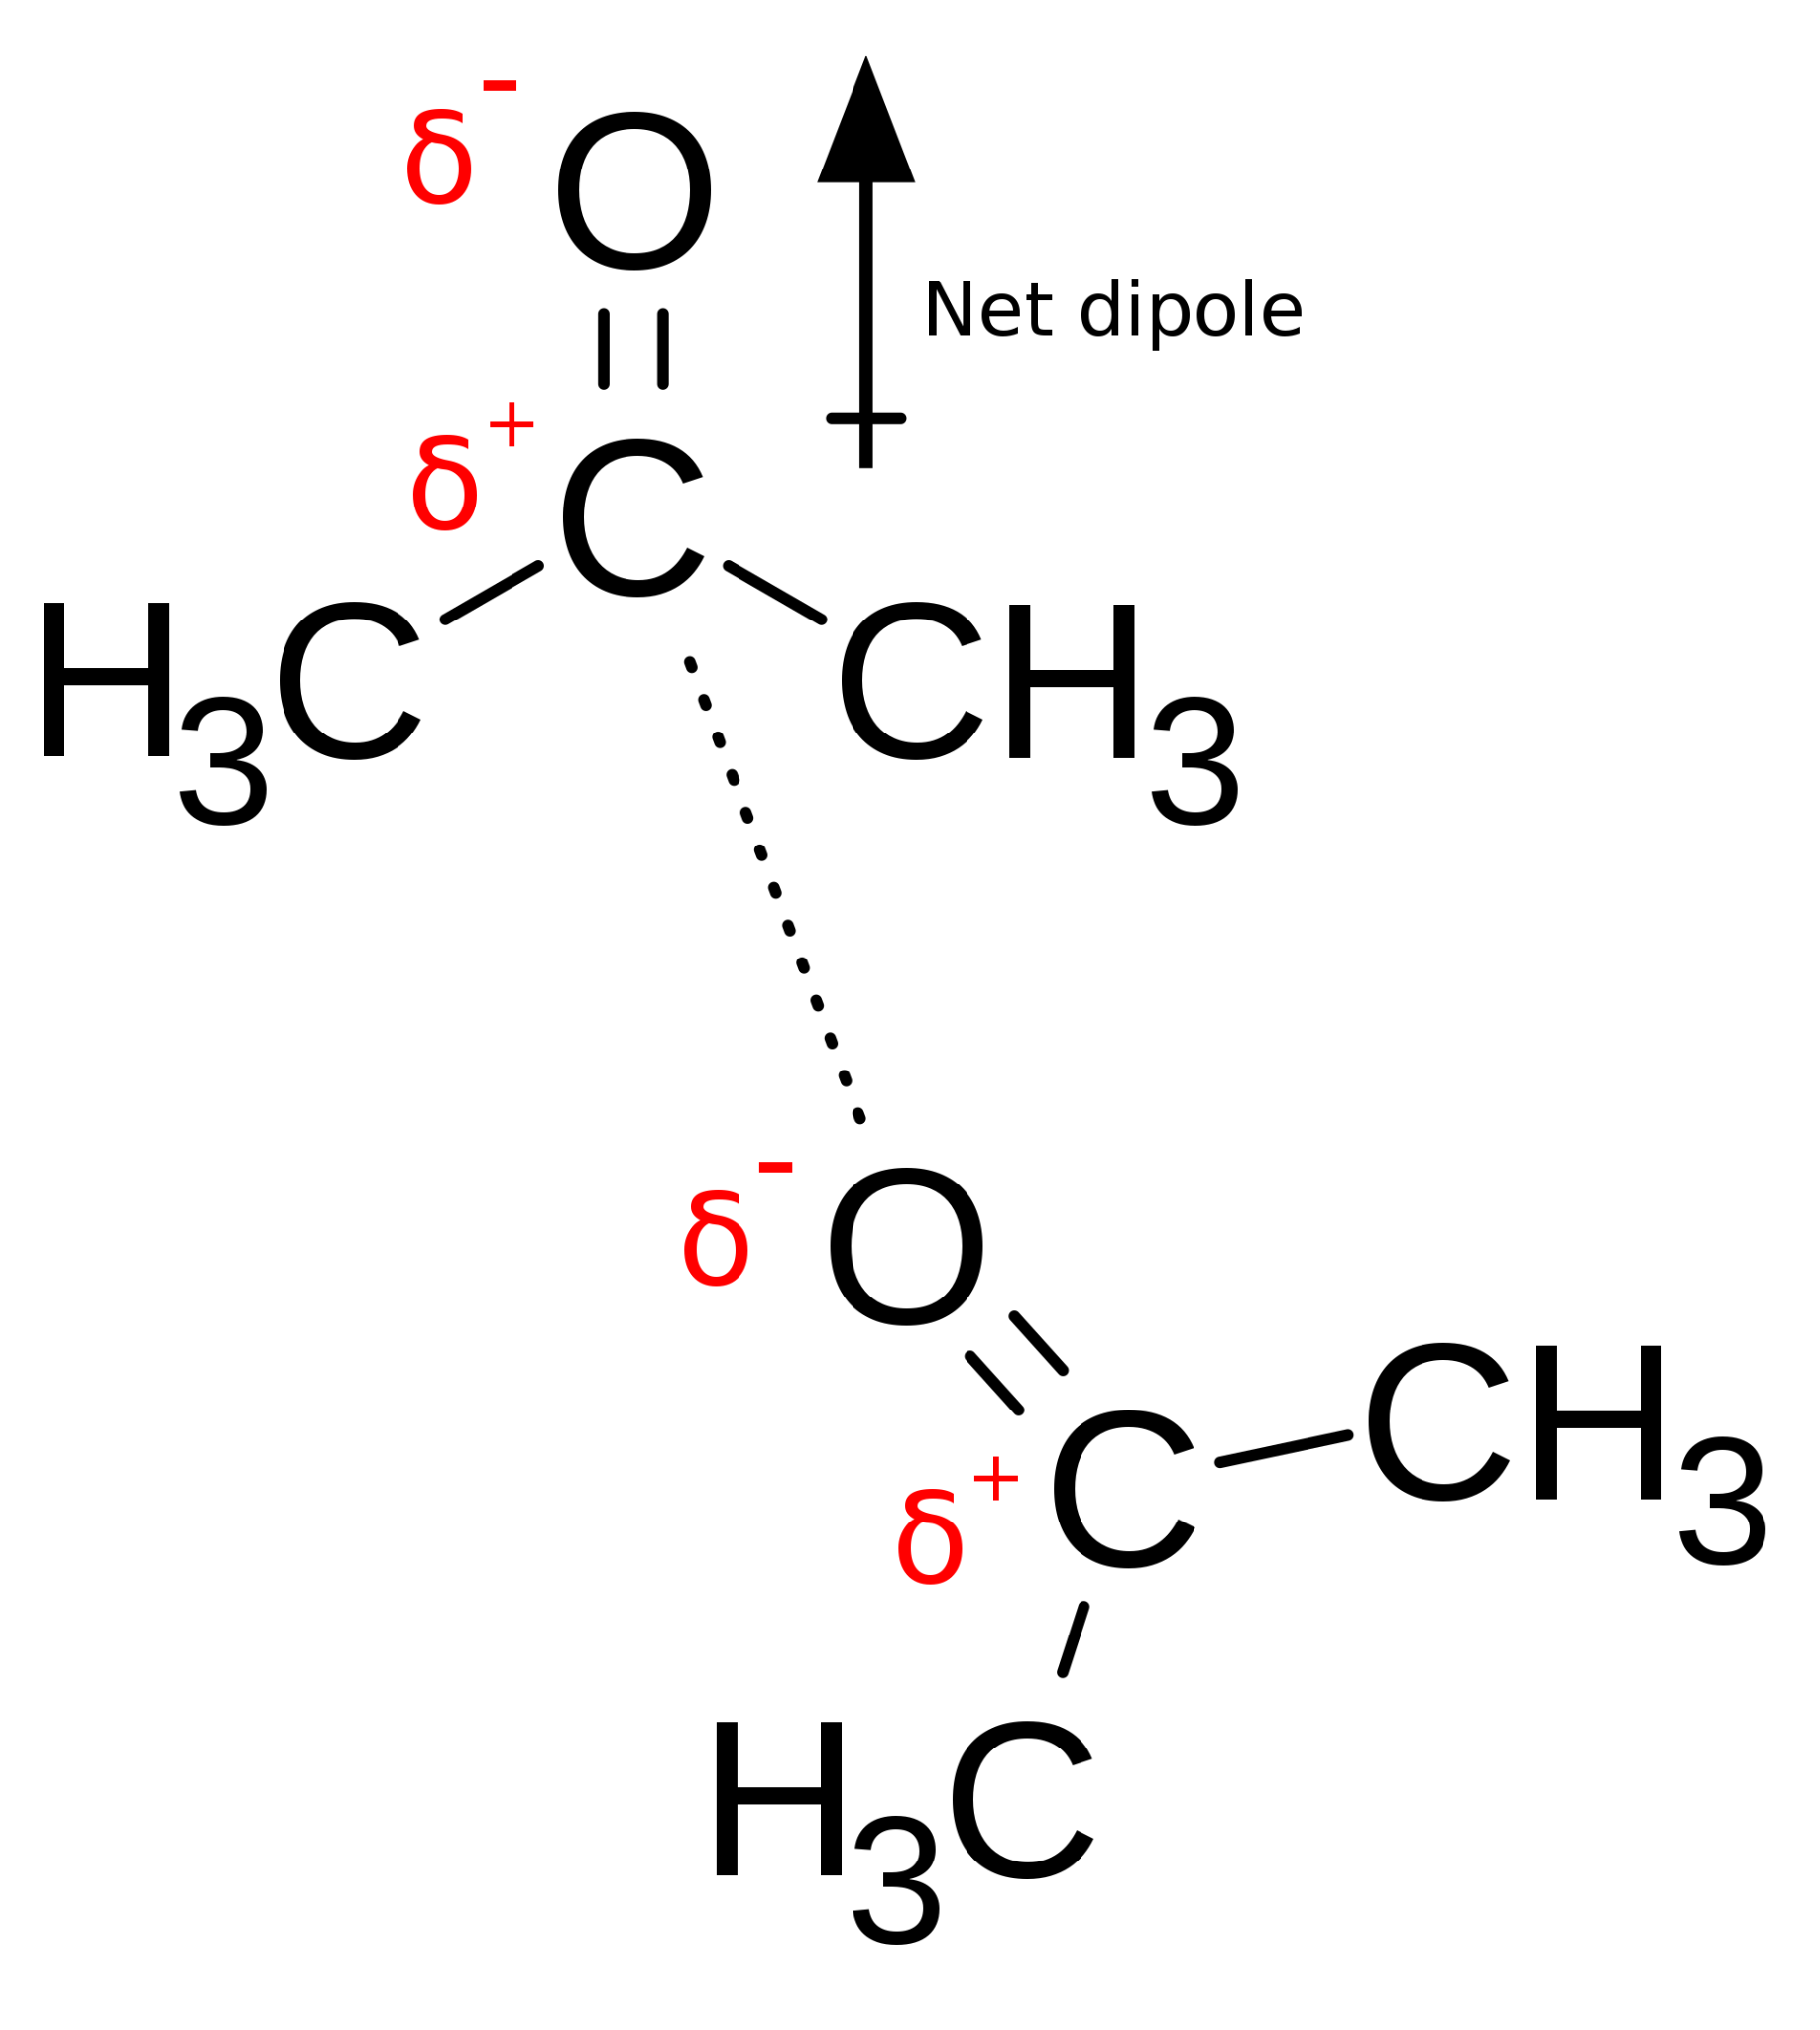 δ- O
Net dipole
δ+ C
H3C CH3
δ- O
δ+ C CH3
H3C